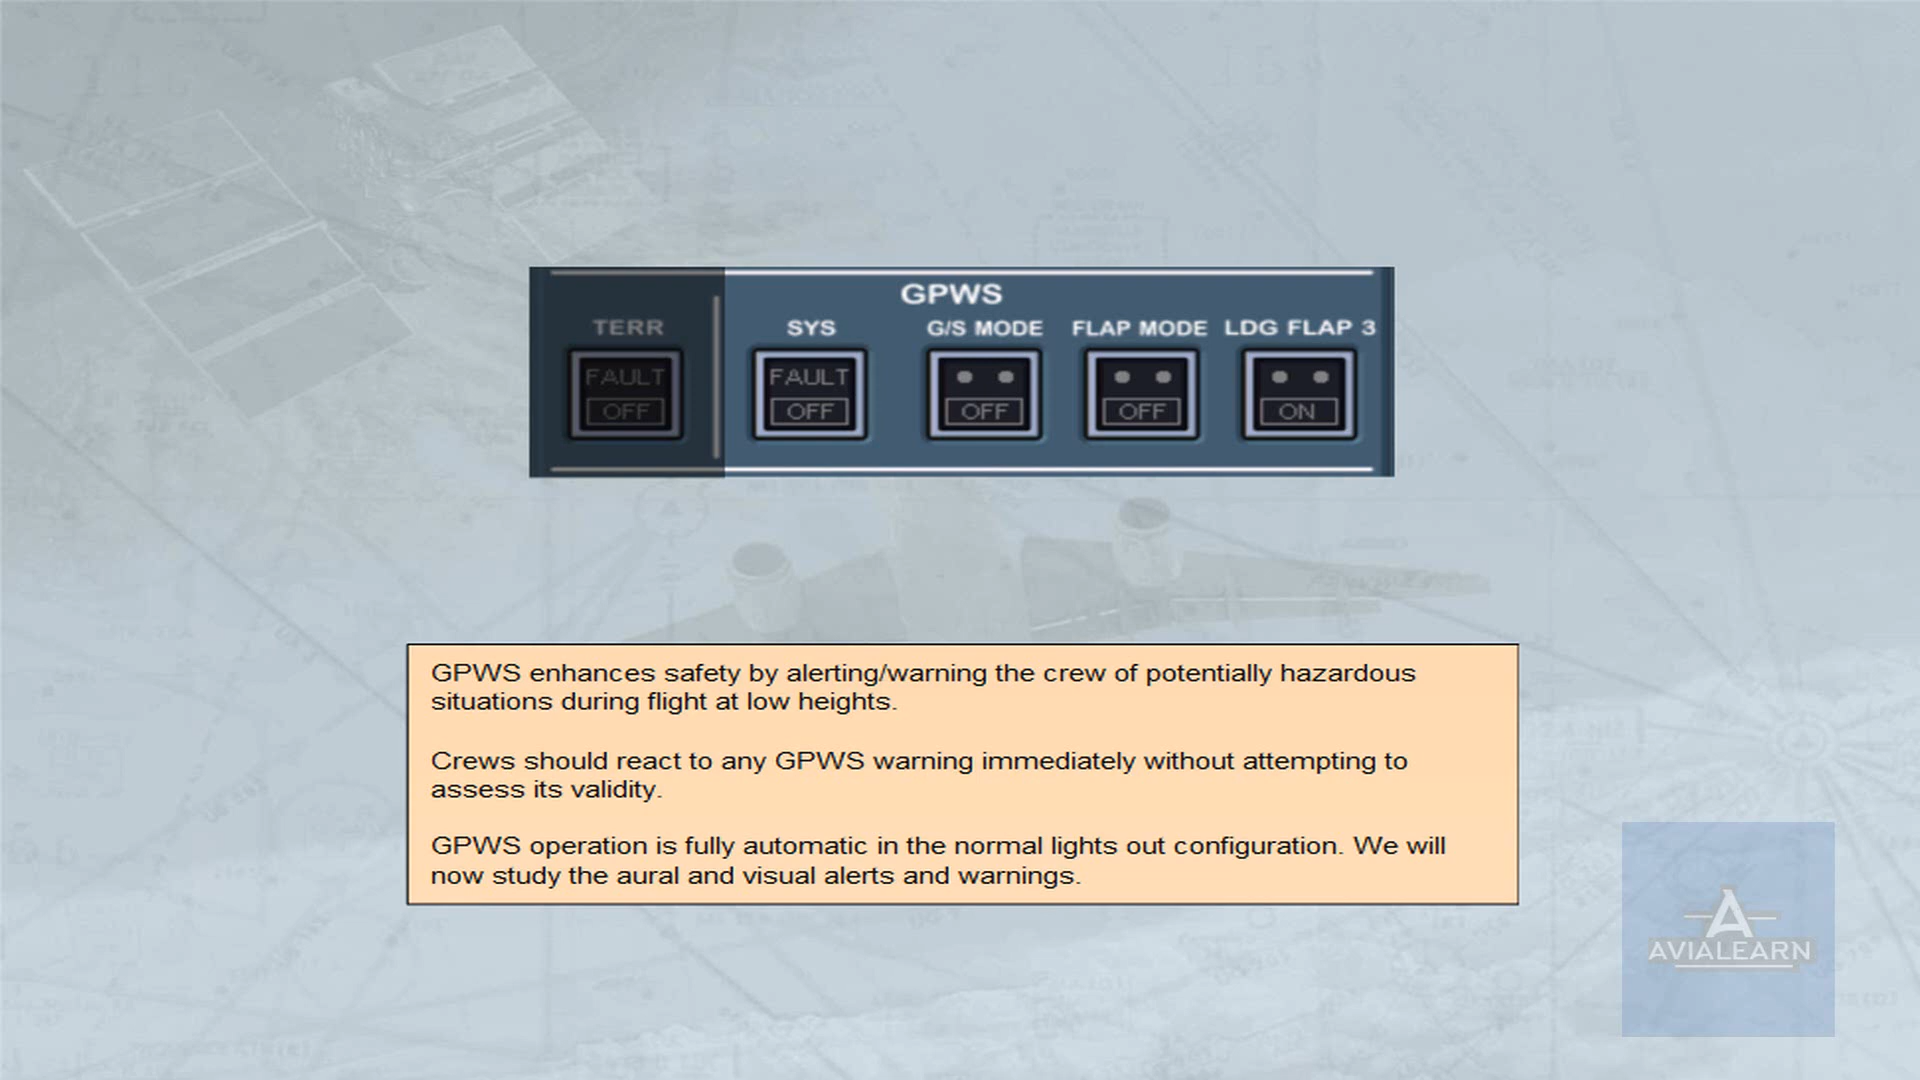 GPWS
TERR SYS G/S MODE FLAP MODE LDG FLAP 3
FAULT FAULT
OFF OFF OFF OFF ON
GPWS enhances safety by alerting/warning the crew of potentially hazardous
situations during flight at low heights.
Crews should react to any GPWS warning immediately without attempting to
assess its validity.
GPWS operation is fully automatic in the normal lights out configuration. We will
now study the aural and visual alerts and warnings.
A
AVIALEARN